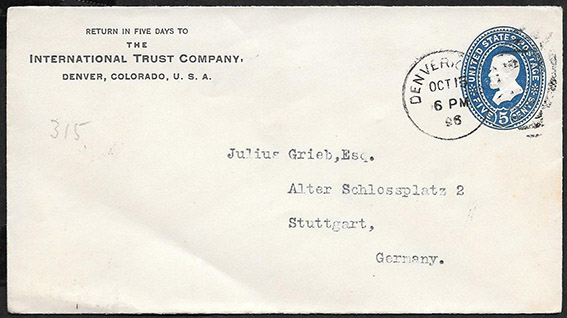 RETURN IN FIVE DAYS TO
THE
INTERNATIONAL TRUST COMPANY,
DENVER, COLORADO, U. S. A.
UNITED STATES POSTAGE
FIVE 5 CENTS
DENVER,
OCT 15
6 PM
96
315
Julius Grieb,Esq.
Alter Schlossplatz 2
Stuttgart,
Germany.